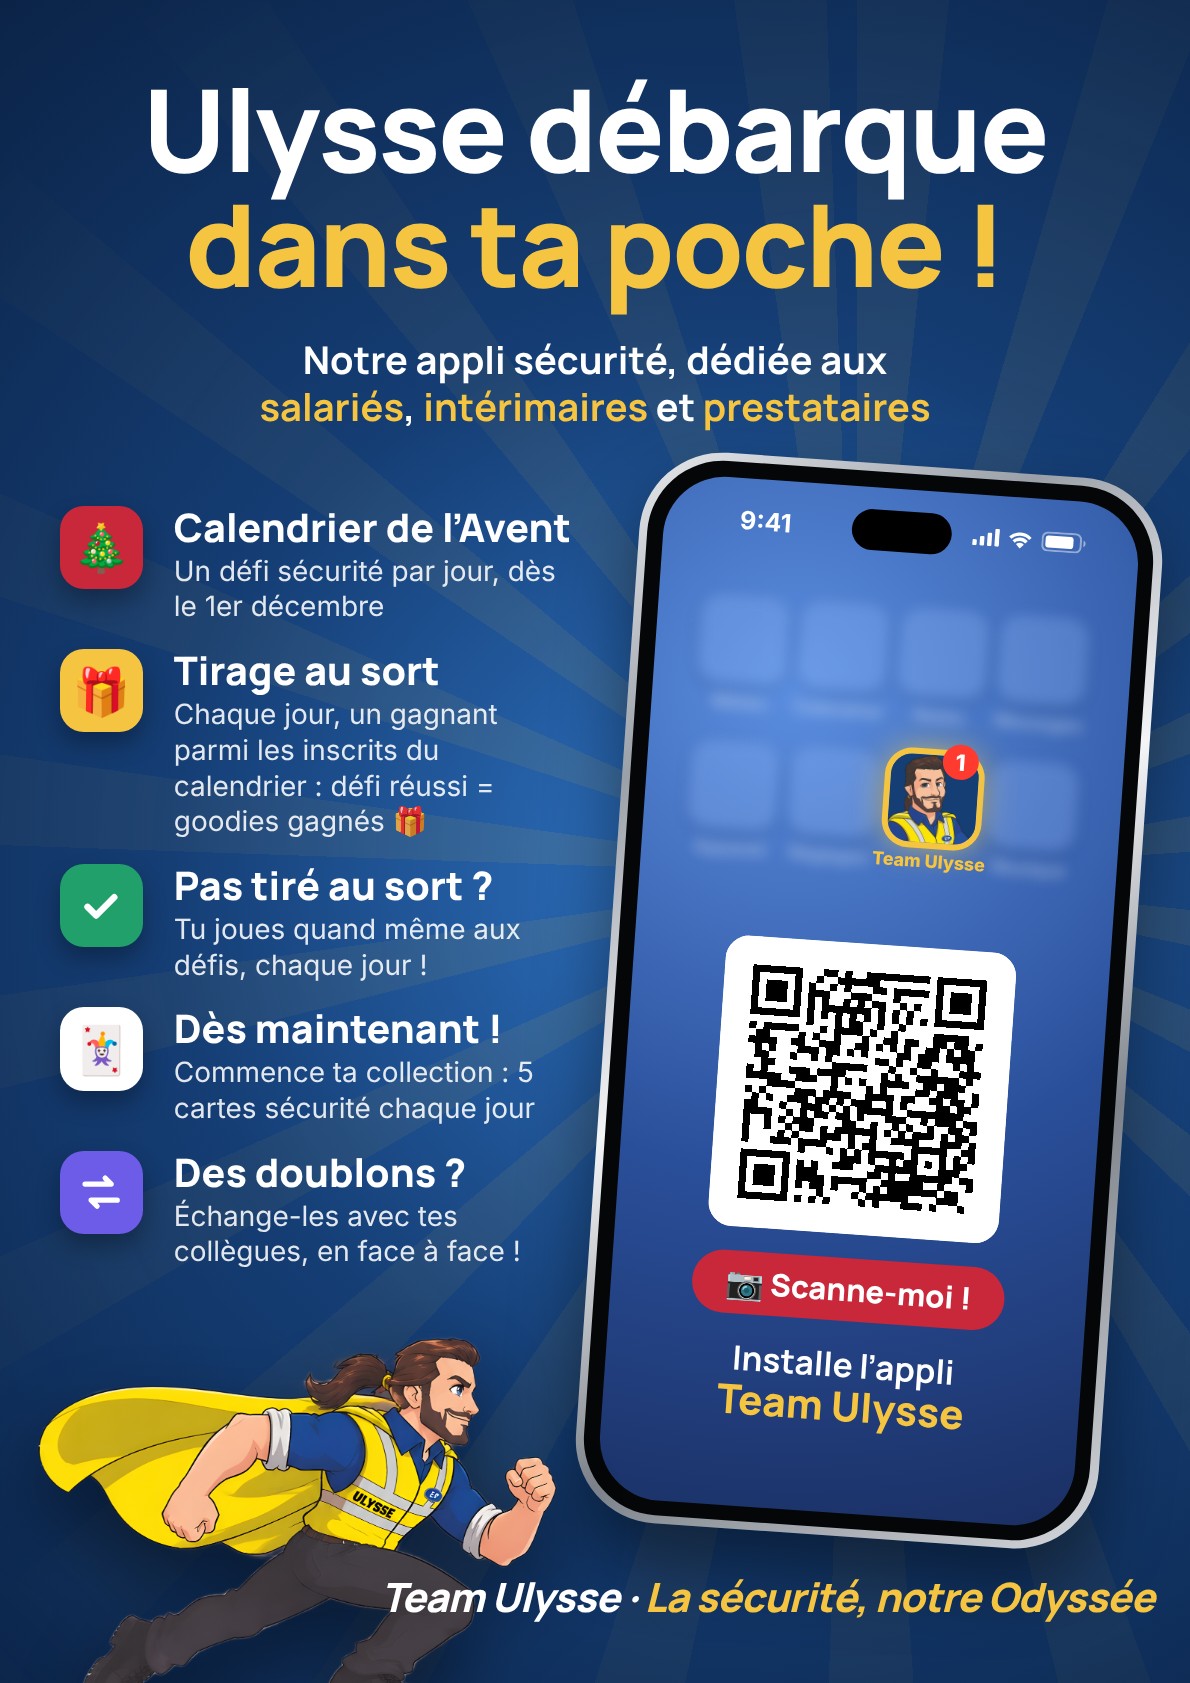 Ulysse débarque
dans ta poche !
Notre appli sécurité, dédiée aux
salariés, intérimaires et prestataires
Calendrier de l’Avent
Un défi sécurité par jour, dès
le 1er décembre
Tirage au sort
Chaque jour, un gagnant
parmi les inscrits du
calendrier : défi réussi =
goodies gagnés 🎁
Pas tiré au sort ?
Tu joues quand même aux
défis, chaque jour !
Dès maintenant !
Commence ta collection : 5
cartes sécurité chaque jour
Des doublons ?
Échange-les avec tes
collègues, en face à face !
9:41
1
Team Ulysse
📷 Scanne-moi !
Installe l’appli
Team Ulysse
ULYSSE
Team Ulysse · La sécurité, notre Odyssée